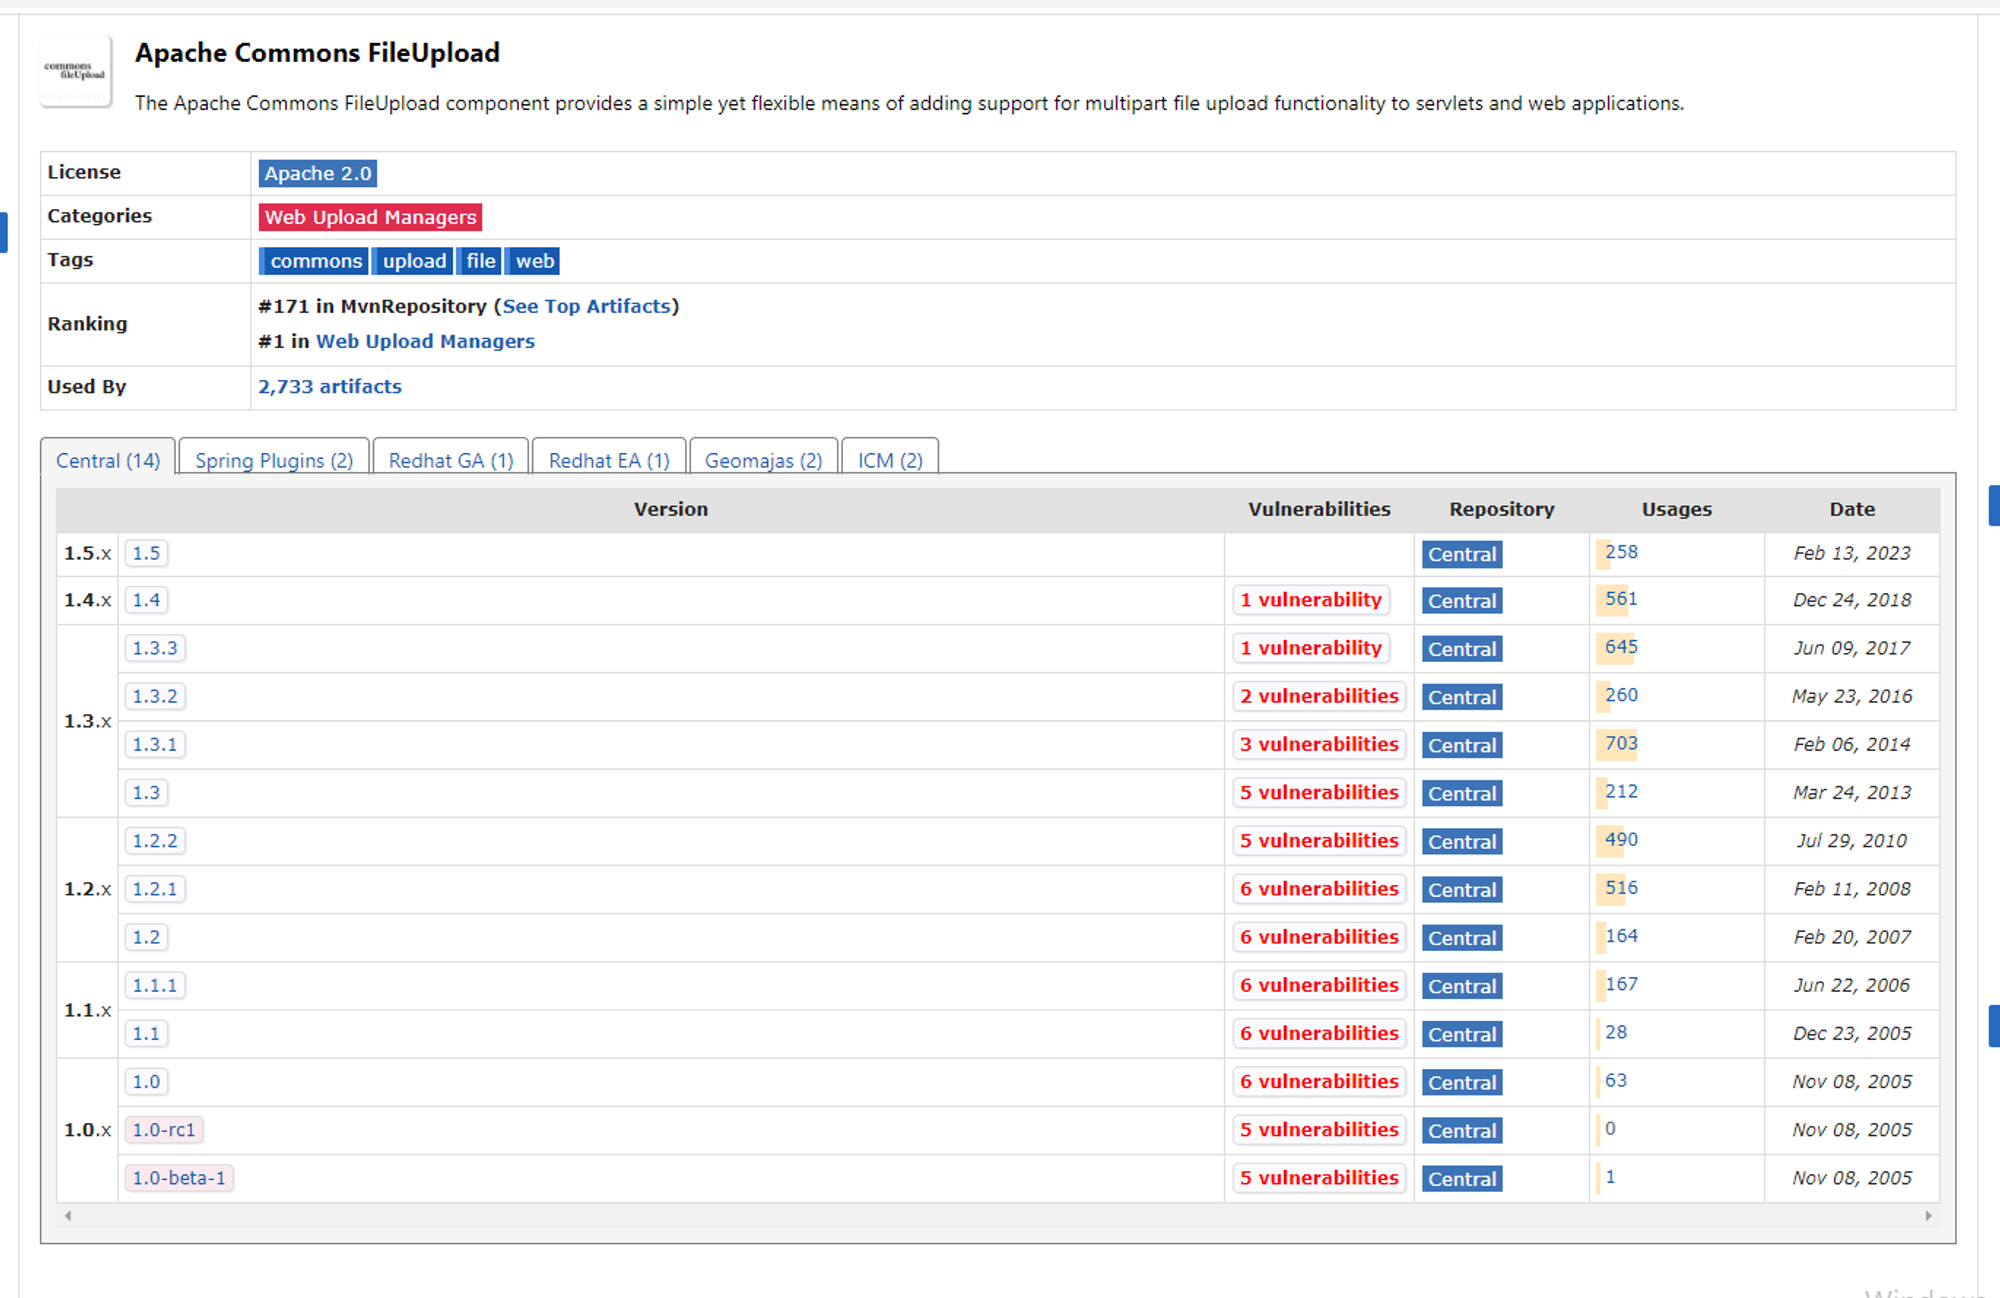 commons
fileUpload
Apache Commons FileUpload
The Apache Commons FileUpload component provides a simple yet flexible means of adding support for multipart file upload functionality to servlets and web applications.
License Apache 2.0
Categories Web Upload Managers
Tags commons upload file web
Ranking #171 in MvnRepository (See Top Artifacts)
#1 in Web Upload Managers
Used By 2,733 artifacts
Central (14) Spring Plugins (2) Redhat GA (1) Redhat EA (1) Geomajas (2) ICM (2)
Version Vulnerabilities Repository Usages Date
1.5.x 1.5 Central 258 Feb 13, 2023
1.4.x 1.4 1 vulnerability Central 561 Dec 24, 2018
1.3.x 1.3.3 1 vulnerability Central 645 Jun 09, 2017
1.3.2 2 vulnerabilities Central 260 May 23, 2016
1.3.1 3 vulnerabilities Central 703 Feb 06, 2014
1.3 5 vulnerabilities Central 212 Mar 24, 2013
1.2.x 1.2.2 5 vulnerabilities Central 490 Jul 29, 2010
1.2.1 6 vulnerabilities Central 516 Feb 11, 2008
1.2 6 vulnerabilities Central 164 Feb 20, 2007
1.1.x 1.1.1 6 vulnerabilities Central 167 Jun 22, 2006
1.1 6 vulnerabilities Central 28 Dec 23, 2005
1.0.x 1.0 6 vulnerabilities Central 63 Nov 08, 2005
1.0-rc1 5 vulnerabilities Central 0 Nov 08, 2005
1.0-beta-1 5 vulnerabilities Central 1 Nov 08, 2005